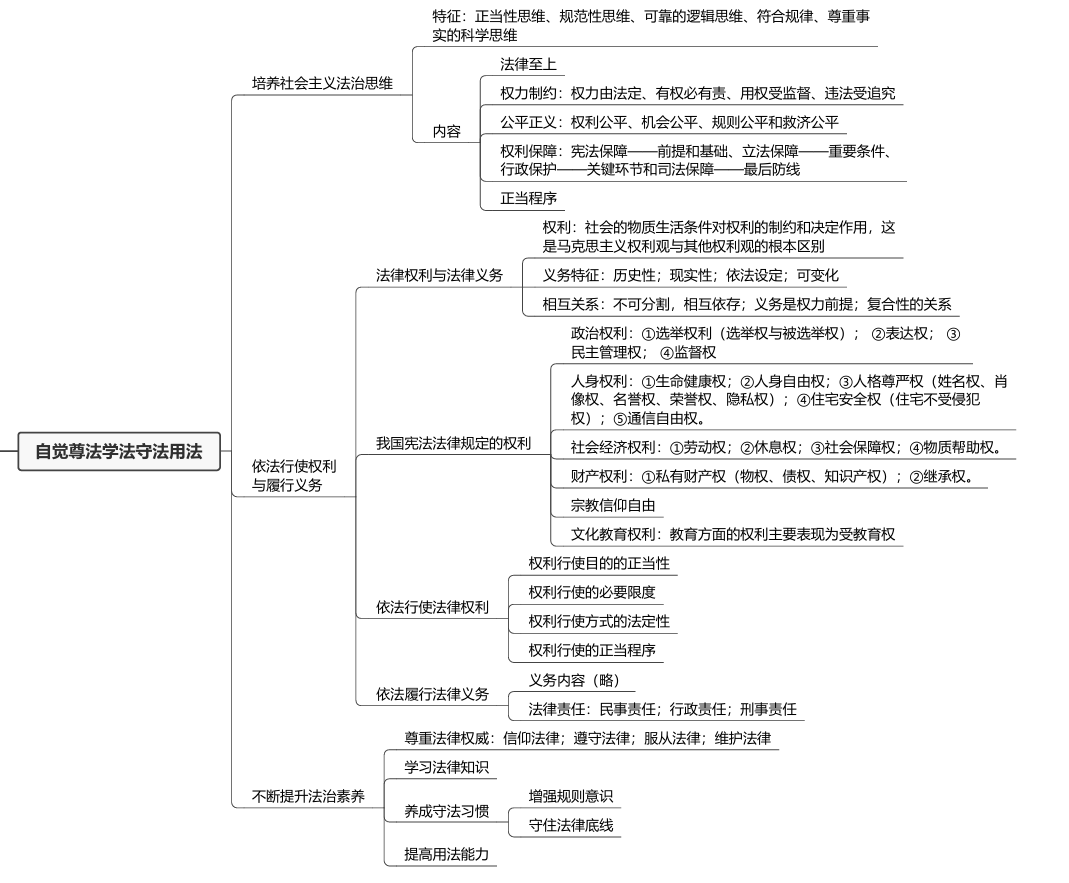 特征：正当性思维、规范性思维、可靠的逻辑思维、符合规律、尊重事
实的科学思维
培养社会主义法治思维
法律至上
权力制约：权力由法定、有权必有责、用权受监督、违法受追究
内容
公平正义：权利公平、机会公平、规则公平和救济公平
权利保障：宪法保障——前提和基础、立法保障——重要条件、
行政保护——关键环节和司法保障——最后防线
正当程序
权利：社会的物质生活条件对权利的制约和决定作用，这
是马克思主义权利观与其他权利观的根本区别
法律权利与法律义务
义务特征：历史性；现实性；依法设定；可变化
相互关系：不可分割，相互依存；义务是权力前提；复合性的关系
政治权利：①选举权利（选举权与被选举权）； ②表达权； ③
民主管理权； ④监督权
人身权利：①生命健康权；②人身自由权；③人格尊严权（姓名权、肖
像权、名誉权、荣誉权、隐私权）；④住宅安全权（住宅不受侵犯
权）；⑤通信自由权。
我国宪法法律规定的权利
社会经济权利：①劳动权；②休息权；③社会保障权；④物质帮助权。
自觉尊法学法守法用法
依法行使权利
与履行义务
财产权利：①私有财产权（物权、债权、知识产权）；②继承权。
宗教信仰自由
文化教育权利：教育方面的权利主要表现为受教育权
权利行使目的的正当性
权利行使的必要限度
依法行使法律权利
权利行使方式的法定性
权利行使的正当程序
义务内容（略）
依法履行法律义务
法律责任：民事责任；行政责任；刑事责任
尊重法律权威：信仰法律；遵守法律；服从法律；维护法律
学习法律知识
不断提升法治素养
增强规则意识
养成守法习惯
守住法律底线
提高用法能力